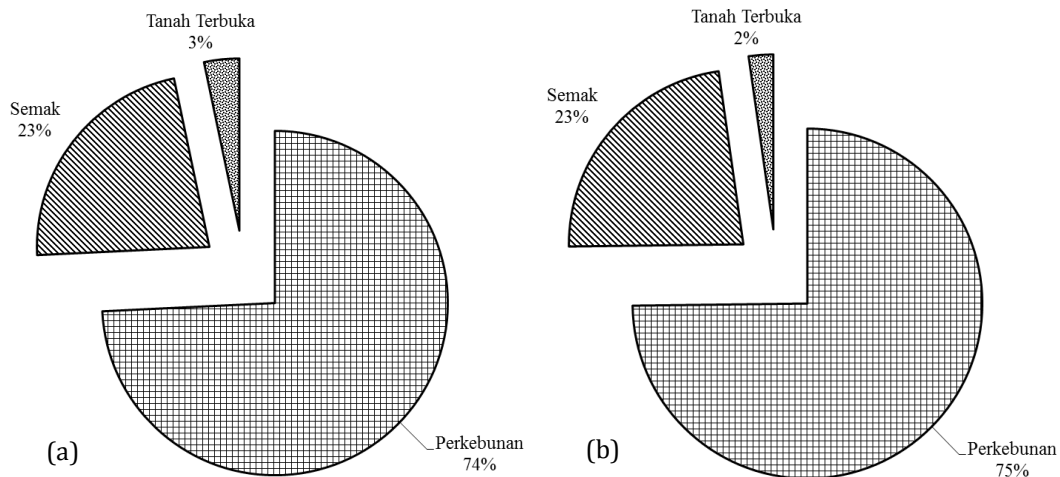 Tanah Terbuka
3%
Semak
23%
Perkebunan
74%
(a)
Tanah Terbuka
2%
Semak
23%
Perkebunan
75%
(b)